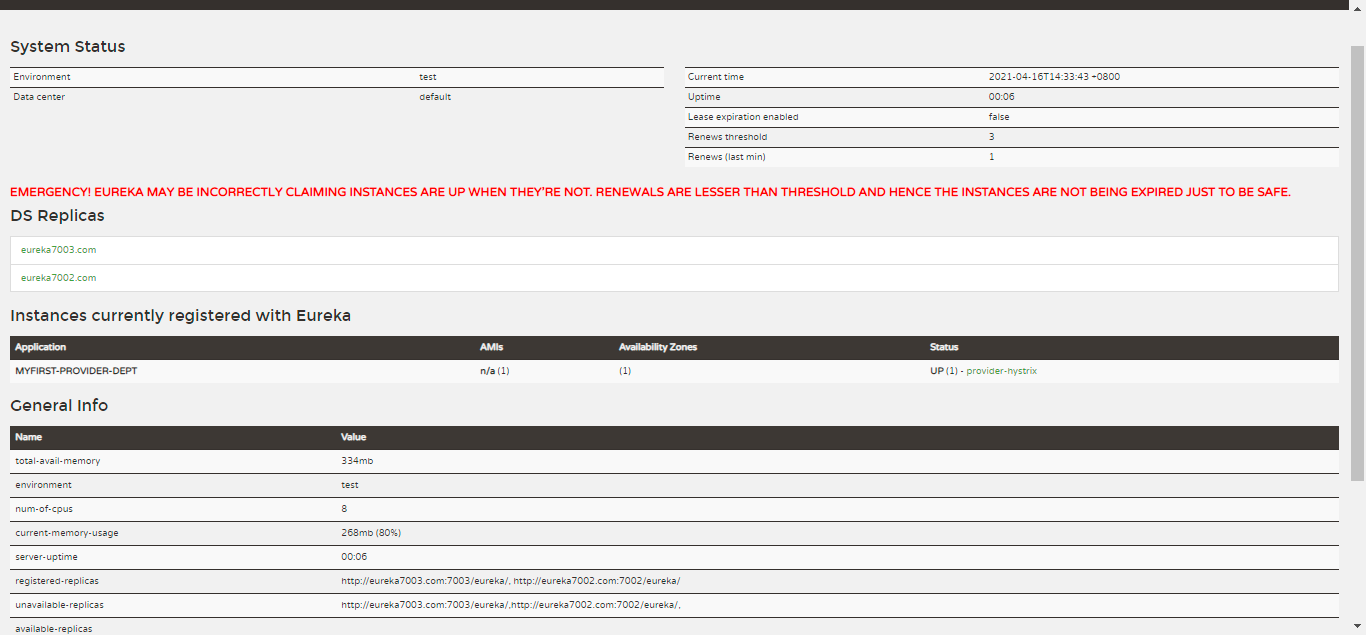 System Status
Environment test
Data center default
Current time 2021-04-16T14:33:43 +0800
Uptime 00:06
Lease expiration enabled false
Renews threshold 3
Renews (last min) 1
EMERGENCY! EUREKA MAY BE INCORRECTLY CLAIMING INSTANCES ARE UP WHEN THEY'RE NOT. RENEWALS ARE LESSER THAN THRESHOLD AND HENCE THE INSTANCES ARE NOT BEING EXPIRED JUST TO BE SAFE.
DS Replicas
eureka7003.com
eureka7002.com
Instances currently registered with Eureka
Application AMIs Availability Zones Status
MYFIRST-PROVIDER-DEPT n/a (1) (1) UP (1) - provider-hystrix
General Info
Name Value
total-avail-memory 334mb
environment test
num-of-cpus 8
current-memory-usage 268mb (80%)
server-uptime 00:06
registered-replicas http://eureka7003.com:7003/eureka/, http://eureka7002.com:7002/eureka/
unavailable-replicas http://eureka7003.com:7003/eureka/,http://eureka7002.com:7002/eureka/,
available-replicas